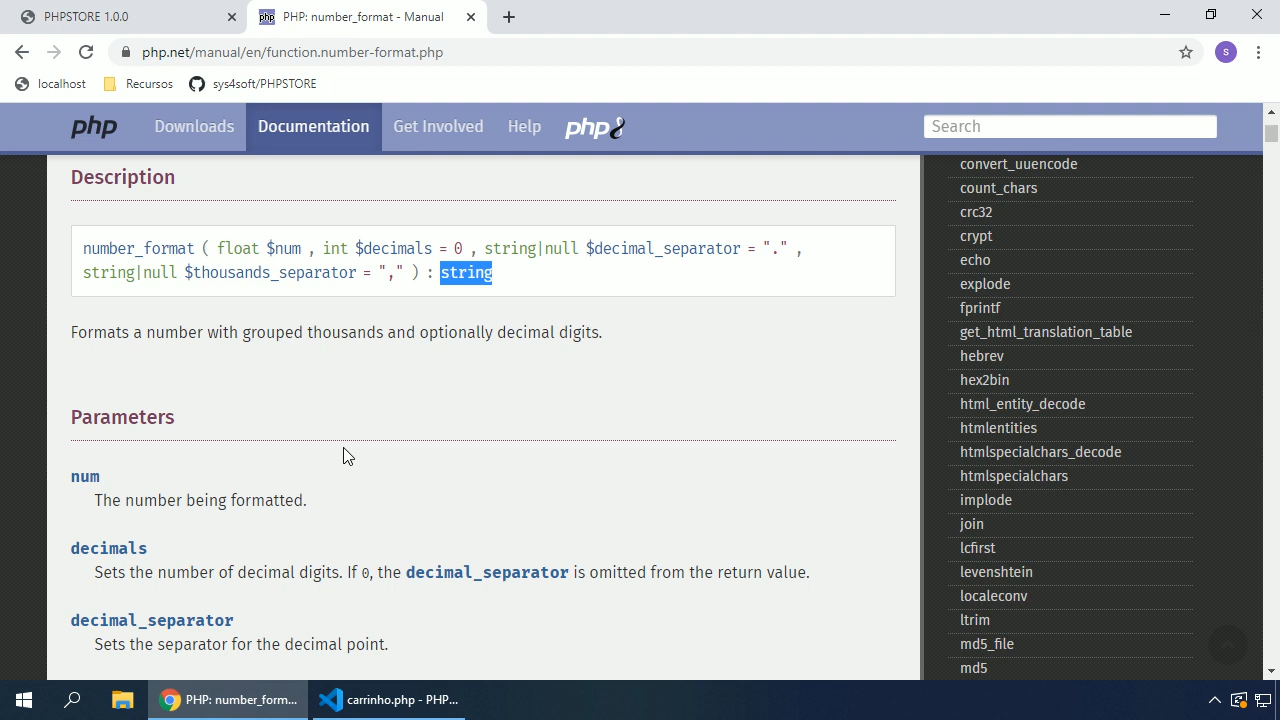 PHPSTORE 1.0.0
php PHP: number_format - Manual
php.net/manual/en/function.number-format.php
S
localhost Recursos sys4soft/PHPSTORE
php Downloads Documentation Get Involved Help php8 Search
Description
number_format ( float $num , int $decimals = 0 , string|null $decimal_separator = "." ,
string|null $thousands_separator = "," ) : string
Formats a number with grouped thousands and optionally decimal digits.
Parameters
num
The number being formatted.
decimals
Sets the number of decimal digits. If 0, the decimal_separator is omitted from the return value.
decimal_separator
Sets the separator for the decimal point.
convert_uuencode
count_chars
crc32
crypt
echo
explode
fprintf
get_html_translation_table
hebrev
hex2bin
html_entity_decode
htmlentities
htmlspecialchars_decode
htmlspecialchars
implode
join
lcfirst
levenshtein
localeconv
ltrim
md5_file
md5
PHP: number_form... carrinho.php - PHP...